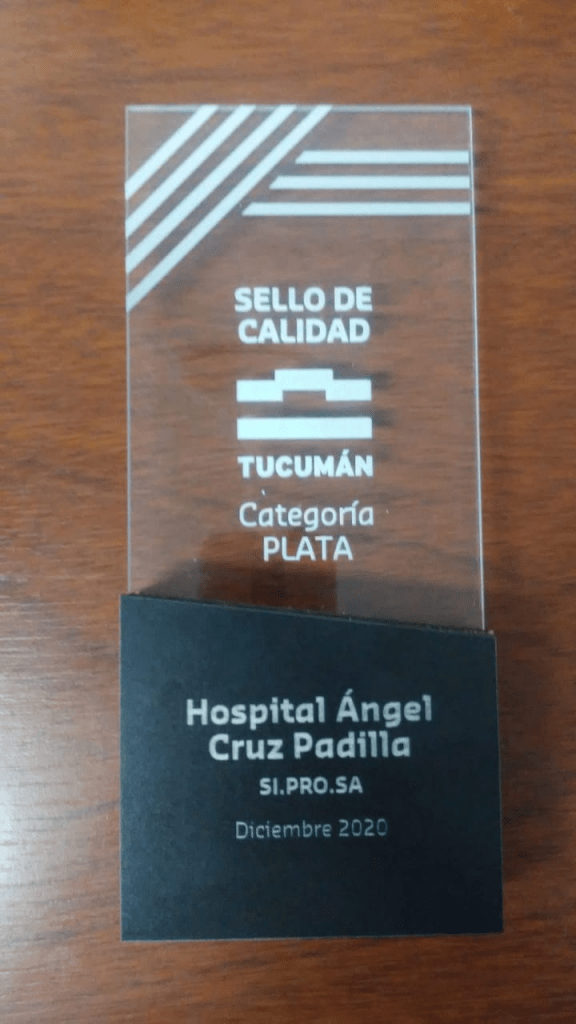 SELLO DE
CALIDAD
TUCUMÁN
Categoría
PLATA
Hospital Ángel
Cruz Padilla
SI.PRO.SA
Diciembre 2020